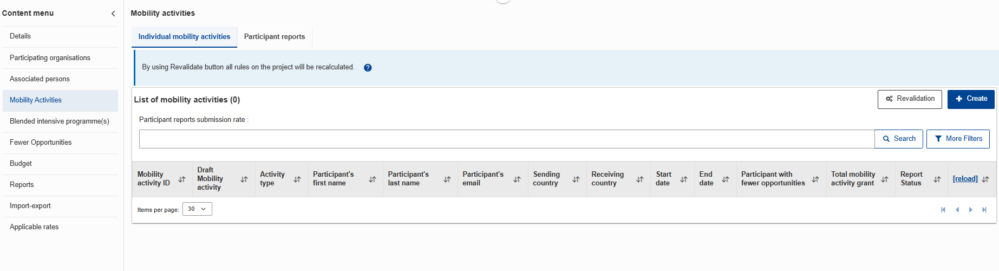 Content menu
Details
Participating organisations
Associated persons
Mobility Activities
Blended intensive programme(s)
Fewer Opportunities
Budget
Reports
Import-export
Applicable rates
Mobility activities
Individual mobility activities
Participant reports
By using Revalidate button all rules on the project will be recalculated.
List of mobility activities (0)
Revalidation
Create
Participant reports submission rate :
Search
More Filters
Mobility
activity ID
Draft
Mobility
activity
Activity
type
Participant's
first name
Participant's
last name
Participant's
email
Sending
country
Receiving
country
Start
date
End
date
Participant with
fewer opportunities
Total mobility
activity grant
Report
Status
[reload]
Items per page: 30